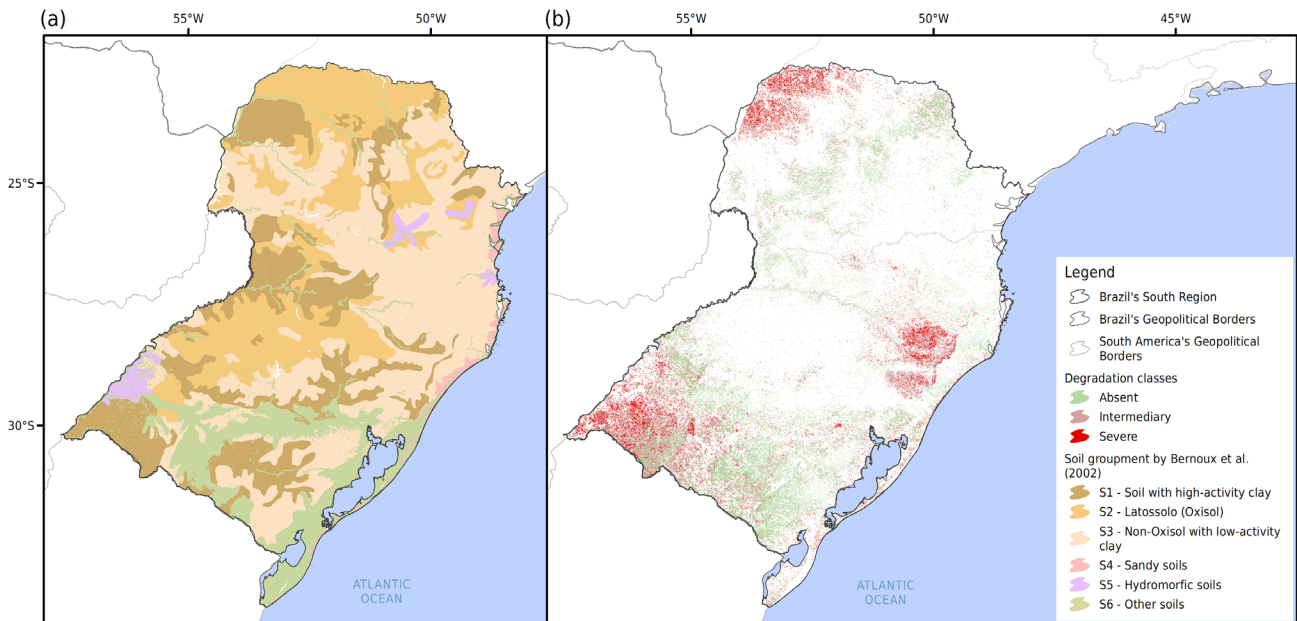 (a)
55°W
50°W
(b)
55°W
50°W
45°W
25°S
30°S
ATLANTIC
OCEAN
ATLANTIC
OCEAN
Legend
Brazil's South Region
Brazil's Geopolitical Borders
South America's Geopolitical
Borders
Degradation classes
Absent
Intermediary
Severe
Soil groupment by Bernoux et al.
(2002)
S1 - Soil with high-activity clay
S2 - Latossolo (Oxisol)
S3 - Non-Oxisol with low-activity
clay
S4 - Sandy soils
S5 - Hydromorfic soils
S6 - Other soils